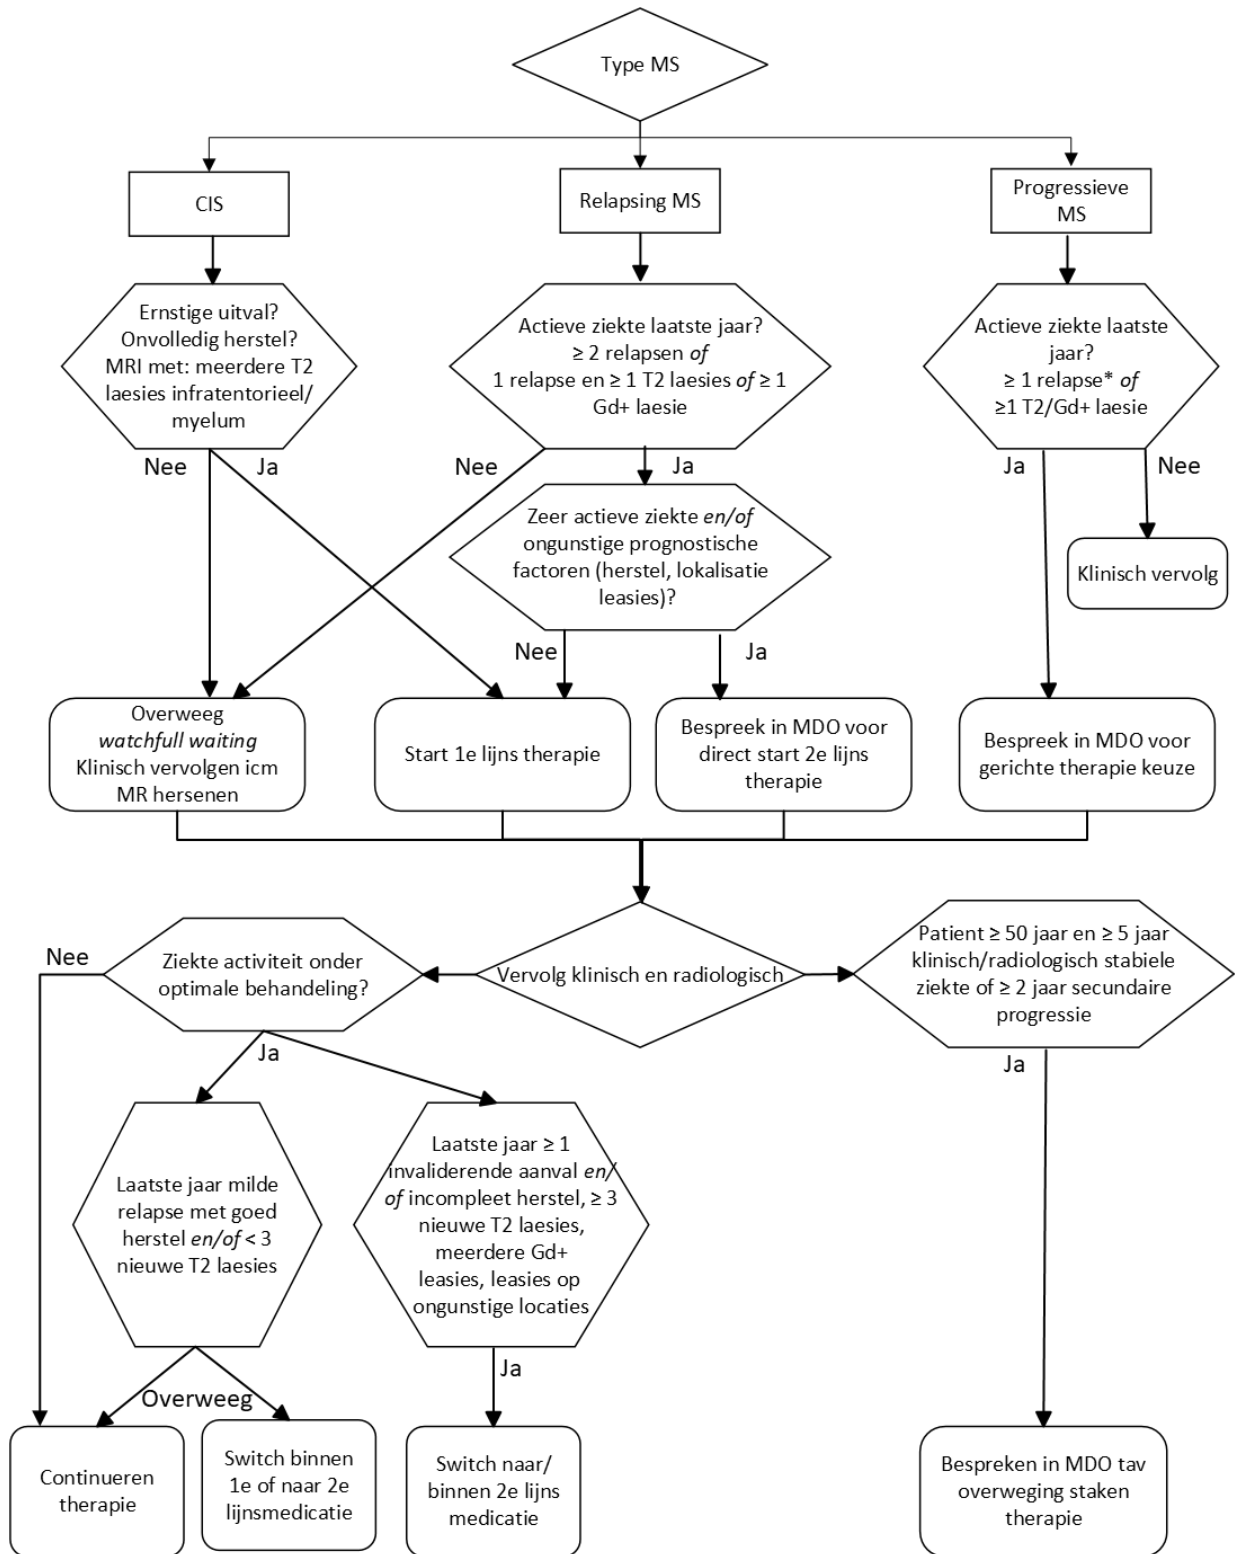 Type MS
CIS
Relapsing MS
Progressieve
MS
Ernstige uitval?
Onvolledig herstel?
MRI met: meerdere T2
laesies infratentorieel/
myelum
Actieve ziekte laatste jaar?
≥ 2 relapsen of
1 relapse en ≥ 1 T2 laesies of ≥ 1
Gd+ laesie
Actieve ziekte laatste
jaar?
≥ 1 relapse* of
≥1 T2/Gd+ laesie
Nee
Ja
Nee
Ja
Ja
Nee
Zeer actieve ziekte en/of
ongunstige prognostische
factoren (herstel, lokalisatie
leasies)?
Klinisch vervolg
Nee
Ja
Overweeg
watchfull waiting
Klinisch vervolgen icm
MR hersenen
Start 1e lijns therapie
Bespreek in MDO voor
direct start 2e lijns
therapie
Bespreek in MDO voor
gerichte therapie keuze
Nee
Ziekte activiteit onder
optimale behandeling?
Vervolg klinisch en radiologisch
Patient ≥ 50 jaar en ≥ 5 jaar
klinisch/radiologisch stabiele
ziekte of ≥ 2 jaar secundaire
progressie
Ja
Ja
Laatste jaar milde
relapse met goed
herstel en/of < 3
nieuwe T2 laesies
Laatste jaar ≥ 1
invaliderende aanval en/
of incompleet herstel, ≥ 3
nieuwe T2 laesies,
meerdere Gd+
leasies, leasies op
ongunstige locaties
Overweeg
Ja
Continueren
therapie
Switch binnen
1e of naar 2e
lijnsmedicatie
Switch naar/
binnen 2e lijns
medicatie
Bespreken in MDO tav
overweging staken
therapie